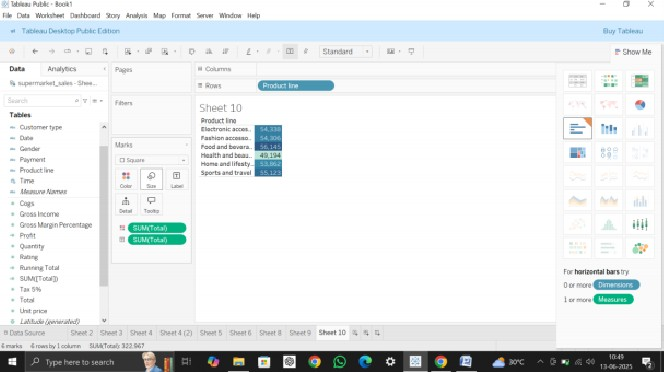 Tableau Public - Book1
File Data Worksheet Dashboard Story Analysis Map Format Server Window Help
Tableau Desktop Public Edition
Buy Tableau
Standard
Show Me
Data Analytics
supermarket_sales - Shee...
Search
Tables
Customer type
Date
Gender
Payment
Product line
Time
Measure Names
Cogs
Gross Income
Gross Margin Percentage
Profit
Quantity
Rating
Running Total
SUM([Total])
Tax 5%
Total
Unit price
Latitude (generated)
Pages
Filters
Marks
Square
Color Size Label
Detail Tooltip
SUM(Total)
SUM(Total)
Columns
Rows Product line
Sheet 10
Product line
Electronic acces.. 54,338
Fashion accesso.. 54,306
Food and bevera.. 56,145
Health and beau.. 49,194
Home and lifesty.. 53,862
Sports and travel 55,123
For horizontal bars try
0 or more Dimensions
1 or more Measures
Data Source Sheet 2 Sheet 3 Sheet 4 Sheet 4 (2) Sheet 5 Sheet 6 Sheet 8 Sheet 9 Sheet 10
6 marks 6 rows by 1 column SUM(Total): 322,967
Type here to search
30°C
10:49
13-06-2025